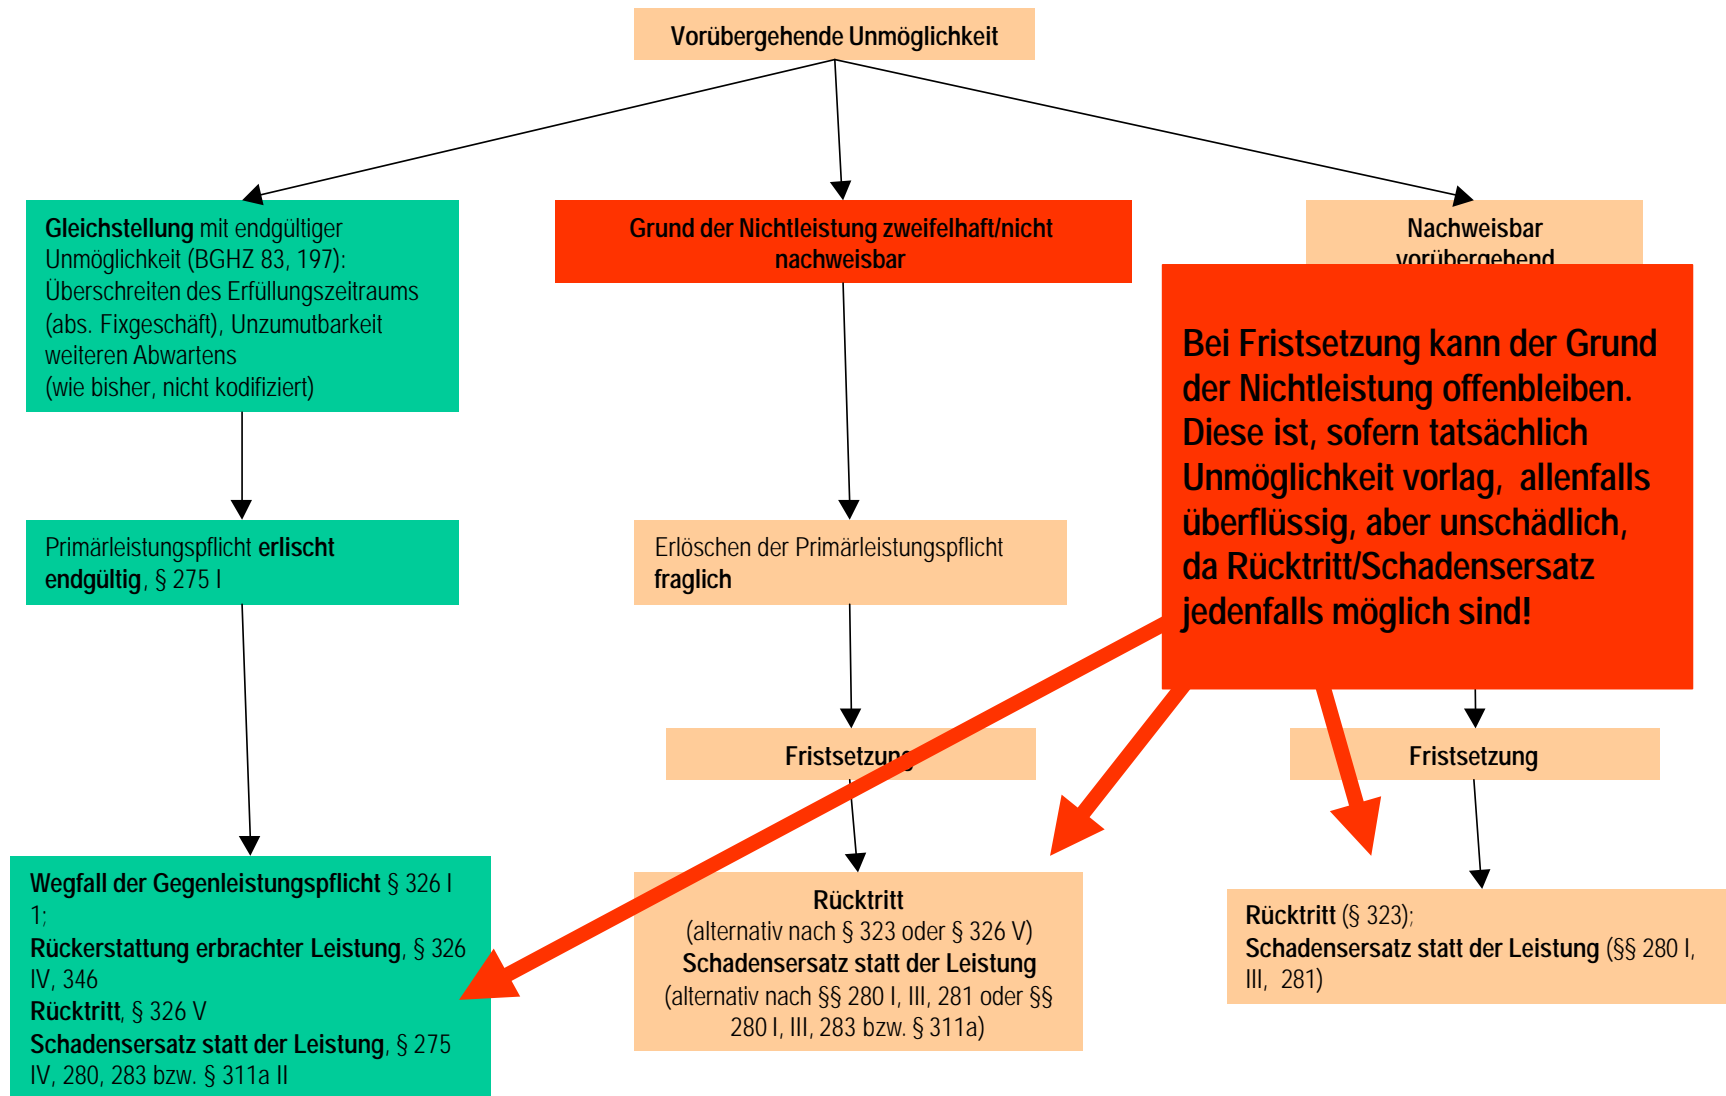 Vorübergehende Unmöglichkeit
Gleichstellung mit endgültiger
Unmöglichkeit (BGHZ 83, 197):
Überschreiten des Erfüllungszeitraums
(abs. Fixgeschäft), Unzumutbarkeit
weiteren Abwartens
(wie bisher, nicht kodifiziert)
Grund der Nichtleistung zweifelhaft/nicht
nachweisbar
Nachweisbar
vorübergehend
Bei Fristsetzung kann der Grund
der Nichtleistung offenbleiben.
Diese ist, sofern tatsächlich
Unmöglichkeit vorlag, allenfalls
überflüssig, aber unschädlich,
da Rücktritt/Schadensersatz
jedenfalls möglich sind!
Primärleistungspflicht erlischt
endgültig, § 275 I
Erlöschen der Primärleistungspflicht
fraglich
Fristsetzung
Fristsetzung
Wegfall der Gegenleistungspflicht § 326 I
1;
Rückerstattung erbrachter Leistung, § 326
IV, 346
Rücktritt, § 326 V
Schadensersatz statt der Leistung, § 275
IV, 280, 283 bzw. § 311a II
Rücktritt
(alternativ nach § 323 oder § 326 V)
Schadensersatz statt der Leistung
(alternativ nach §§ 280 I, III, 281 oder §§
280 I, III, 283 bzw. § 311a)
Rücktritt (§ 323);
Schadensersatz statt der Leistung (§§ 280 I,
III, 281)